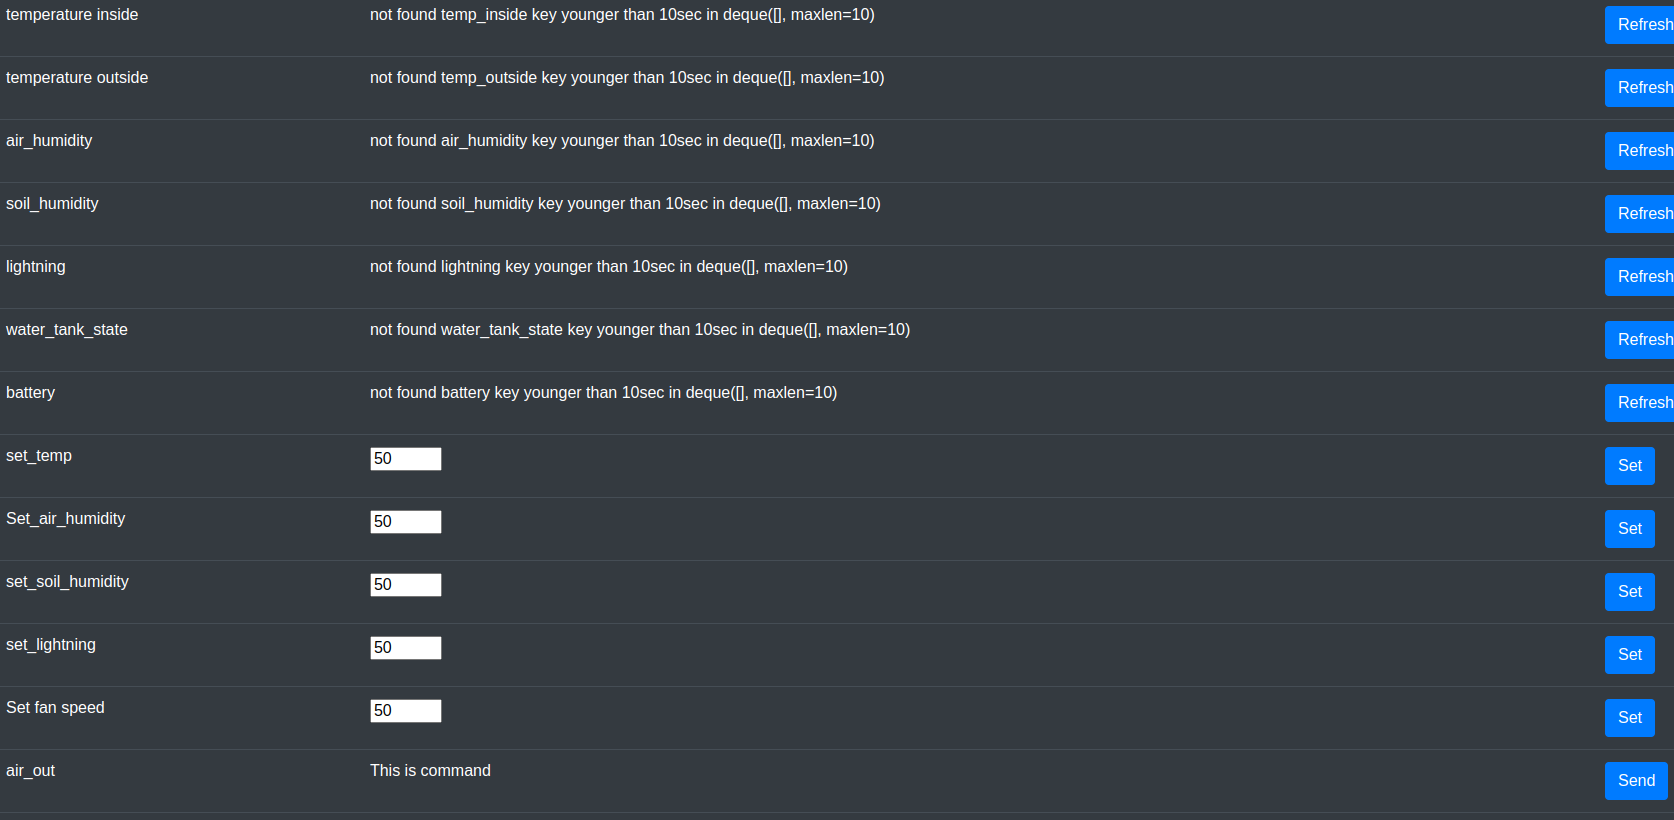 temperature inside not found temp_inside key younger than 10sec in deque([], maxlen=10) Refresh
temperature outside not found temp_outside key younger than 10sec in deque([], maxlen=10) Refresh
air_humidity not found air_humidity key younger than 10sec in deque([], maxlen=10) Refresh
soil_humidity not found soil_humidity key younger than 10sec in deque([], maxlen=10) Refresh
lightning not found lightning key younger than 10sec in deque([], maxlen=10) Refresh
water_tank_state not found water_tank_state key younger than 10sec in deque([], maxlen=10) Refresh
battery not found battery key younger than 10sec in deque([], maxlen=10) Refresh
set_temp 50 Set
Set_air_humidity 50 Set
set_soil_humidity 50 Set
set_lightning 50 Set
Set fan speed 50 Set
air_out This is command Send